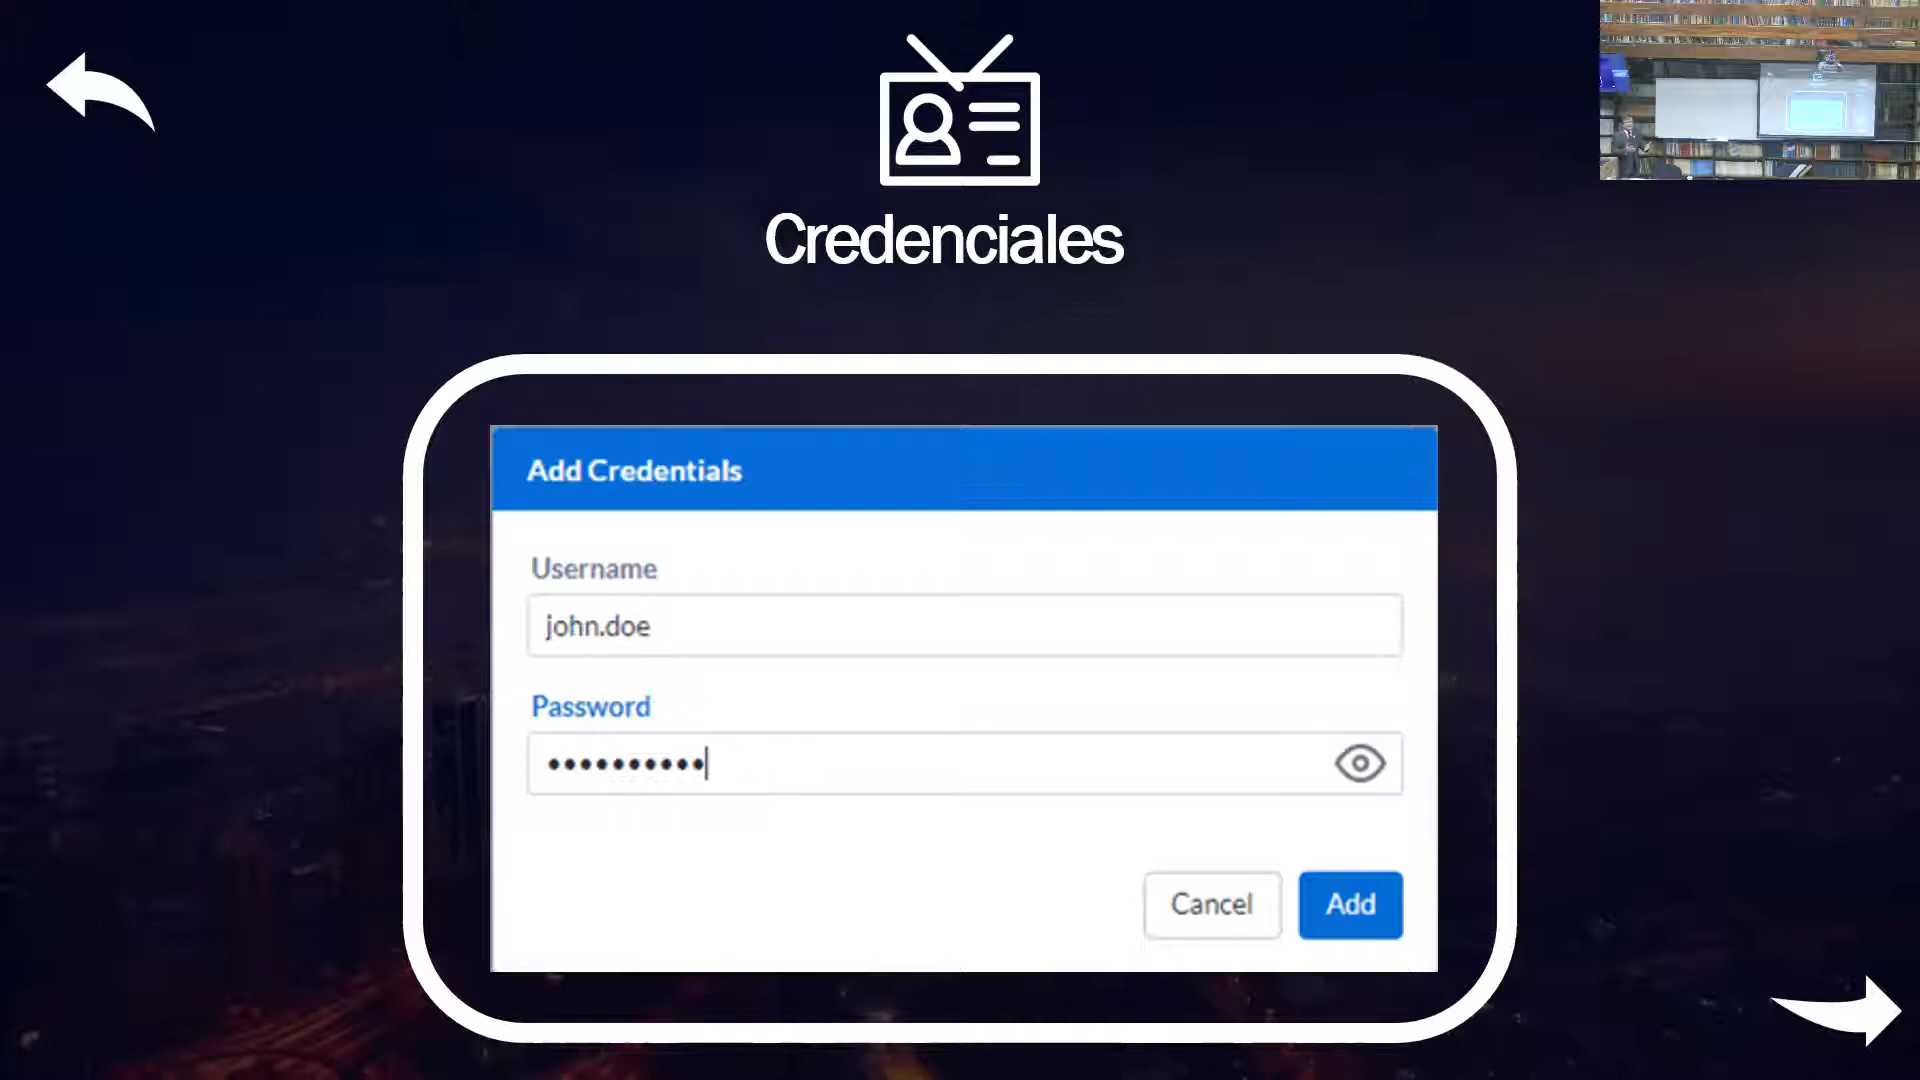 Credenciales
Add Credentials
Username
john.doe
Password
••••••••••
Cancel
Add